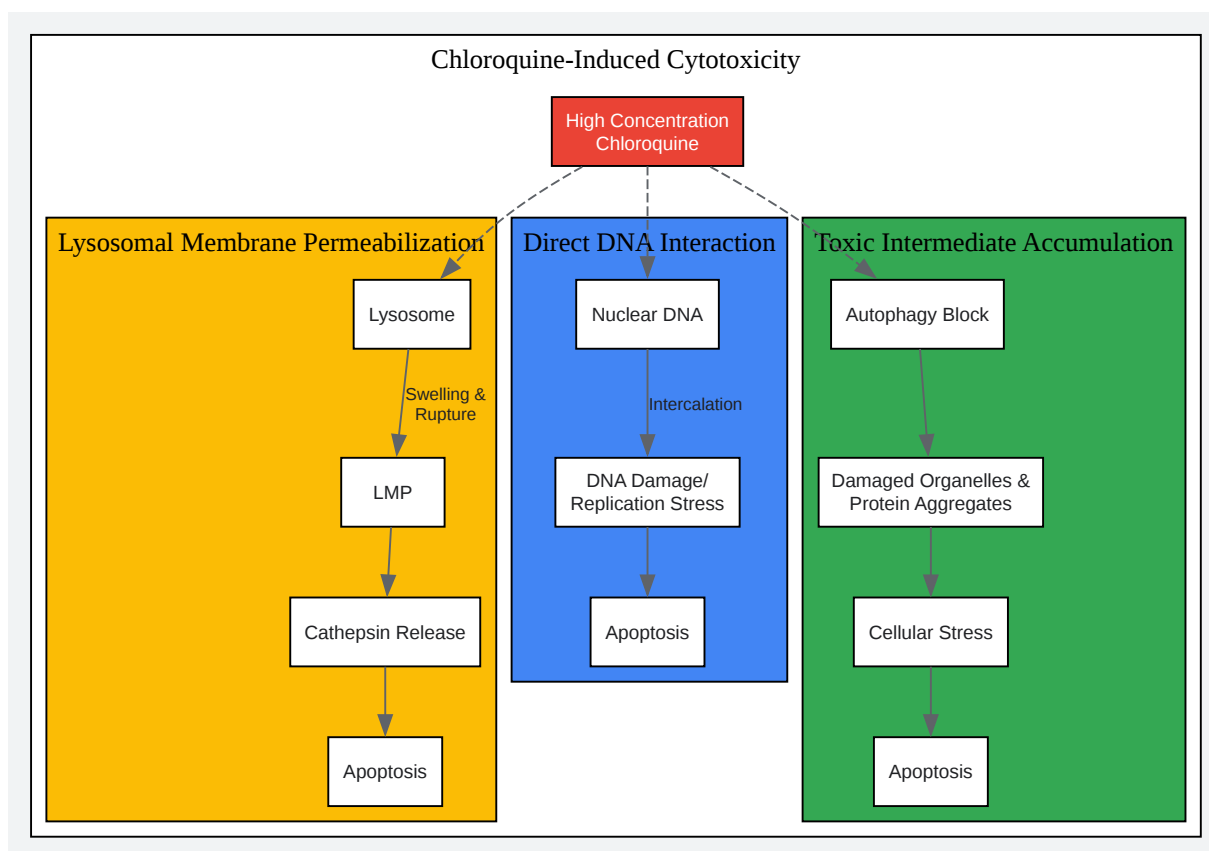 Chloroquine-Induced Cytotoxicity
High Concentration
Chloroquine
Lysosomal Membrane Permeabilization
Lysosome
Swelling &
Rupture
LMP
Cathepsin Release
Apoptosis
Direct DNA Interaction
Nuclear DNA
Intercalation
DNA Damage/
Replication Stress
Apoptosis
Toxic Intermediate Accumulation
Autophagy Block
Damaged Organelles &
Protein Aggregates
Cellular Stress
Apoptosis